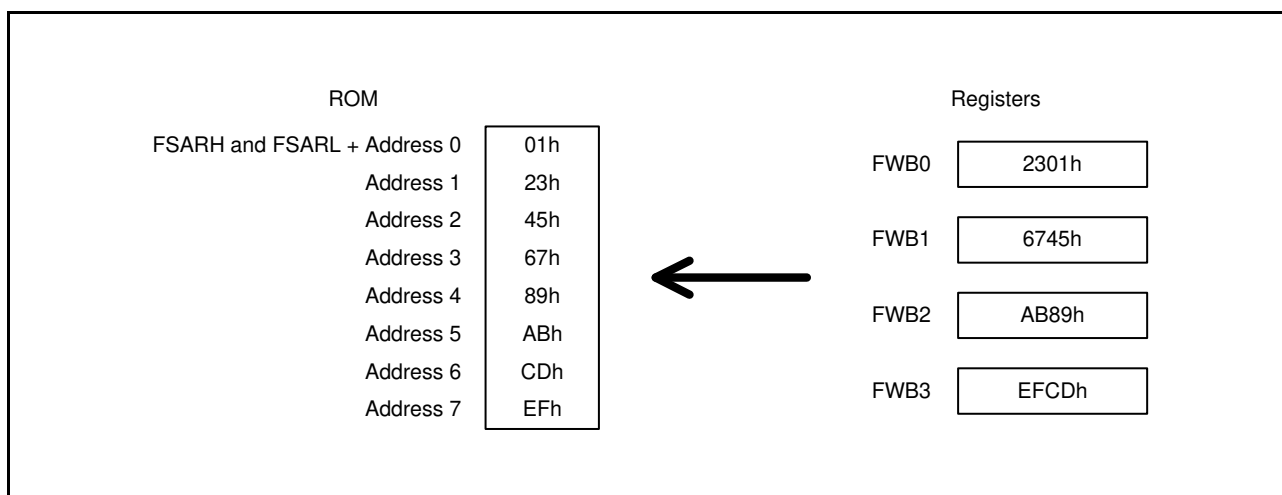 ROM
FSARH and FSARL + Address 0 01h
Address 1 23h
Address 2 45h
Address 3 67h
Address 4 89h
Address 5 ABh
Address 6 CDh
Address 7 EFh
Registers
FWB0 2301h
FWB1 6745h
FWB2 AB89h
FWB3 EFCDh